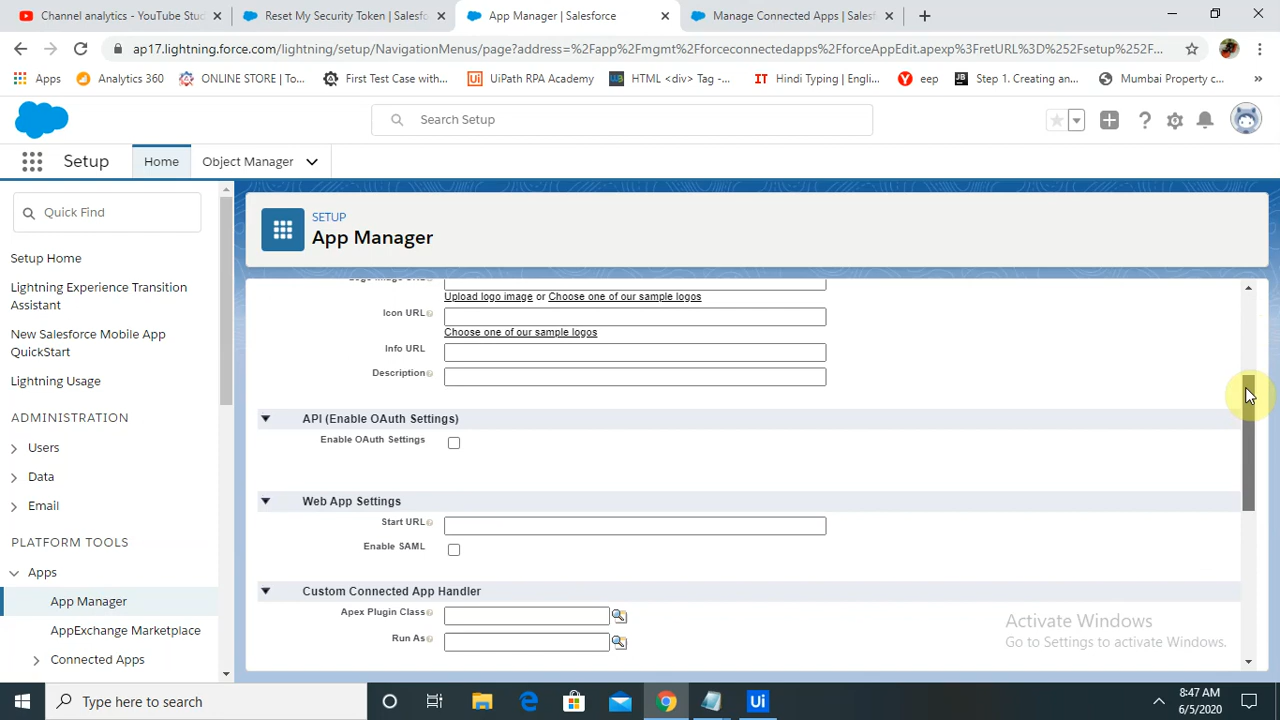 Channel analytics - YouTube Stud
Reset My Security Token | Salesfo
App Manager | Salesforce
Manage Connected Apps | Salesf
ap17.lightning.force.com/lightning/setup/NavigationMenus/page?address=%2Fapp%2Fmgmt%2Fforceconnectedapps%2FforceAppEdit.apexp%3FretURL%3D%252Fsetup%252F...
Apps
Analytics 360
ONLINE STORE | To...
First Test Case with...
UiPath RPA Academy
HTML <div> Tag -...
IT Hindi Typing | Engli...
eep
Step 1. Creating an...
Mumbai Property c...
Search Setup
Setup
Home
Object Manager
Quick Find
Setup Home
Lightning Experience Transition
Assistant
New Salesforce Mobile App
QuickStart
Lightning Usage
ADMINISTRATION
Users
Data
Email
PLATFORM TOOLS
Apps
App Manager
AppExchange Marketplace
Connected Apps
SETUP
App Manager
Logo Image URL
Upload logo image or Choose one of our sample logos
Icon URL
Choose one of our sample logos
Info URL
Description
API (Enable OAuth Settings)
Enable OAuth Settings
Web App Settings
Start URL
Enable SAML
Custom Connected App Handler
Apex Plugin Class
Run As
Activate Windows
Go to Settings to activate Windows.
Type here to search
Ui
8:47 AM
6/5/2020